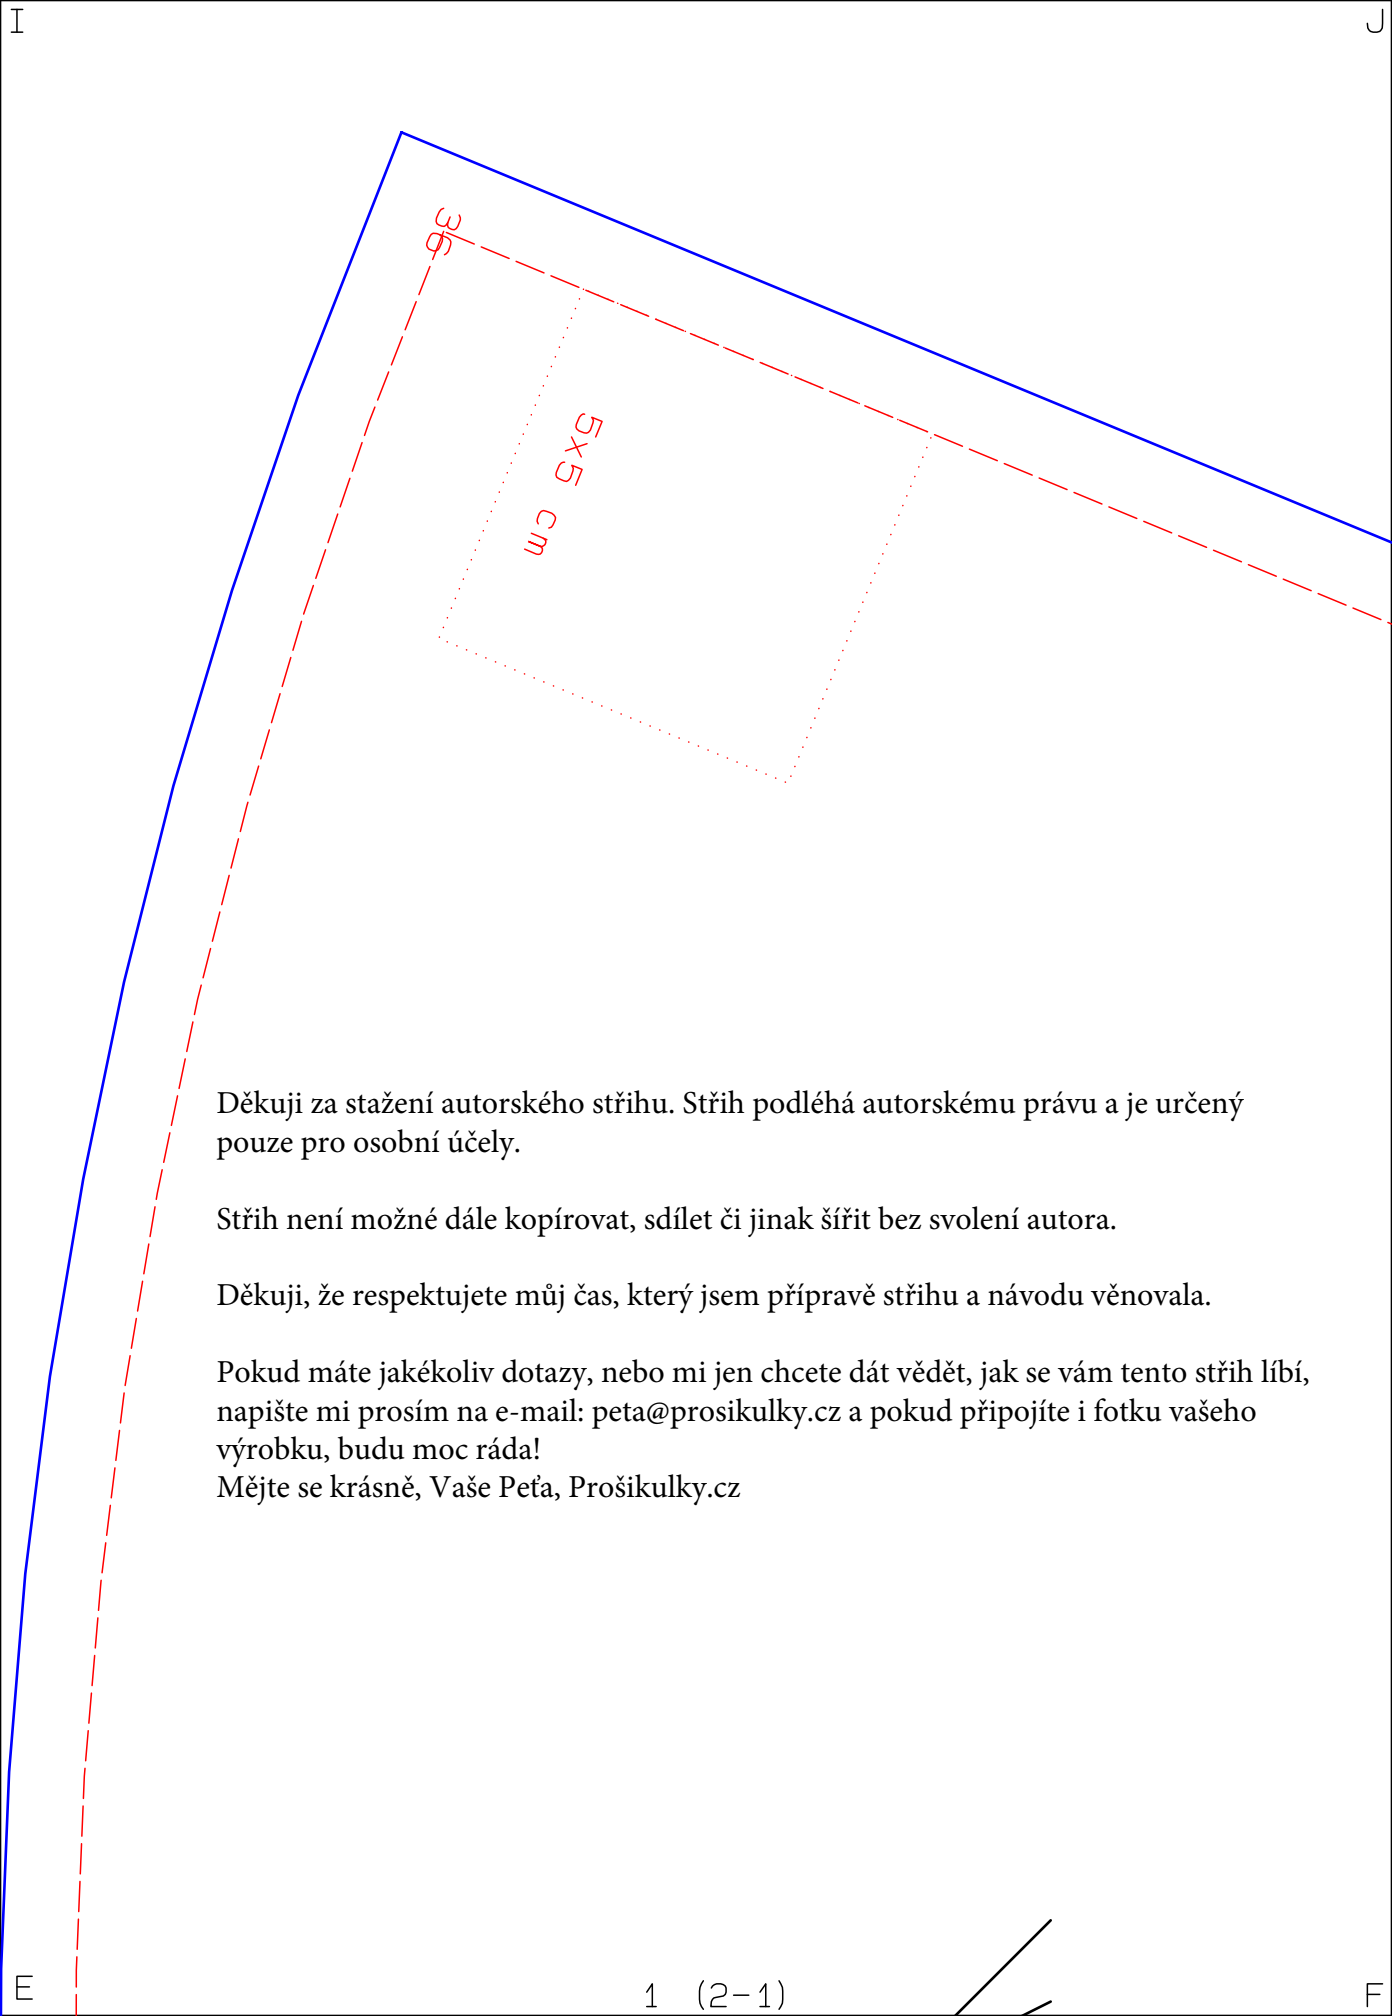 I
J
36
5x5 cm
Děkuji za stažení autorského střihu. Střih podléhá autorskému právu a je určený
pouze pro osobní účely.
Střih není možné dále kopírovat, sdílet či jinak šířit bez svolení autora.
Děkuji, že respektujete můj čas, který jsem přípravě střihu a návodu věnovala.
Pokud máte jakékoliv dotazy, nebo mi jen chcete dát vědět, jak se vám tento střih líbí,
napište mi prosím na e-mail: peta@prosikulky.cz a pokud připojíte i fotku vašeho
výrobku, budu moc ráda!
Mějte se krásně, Vaše Peťa, Prošikulky.cz
E
1 (2-1)
F